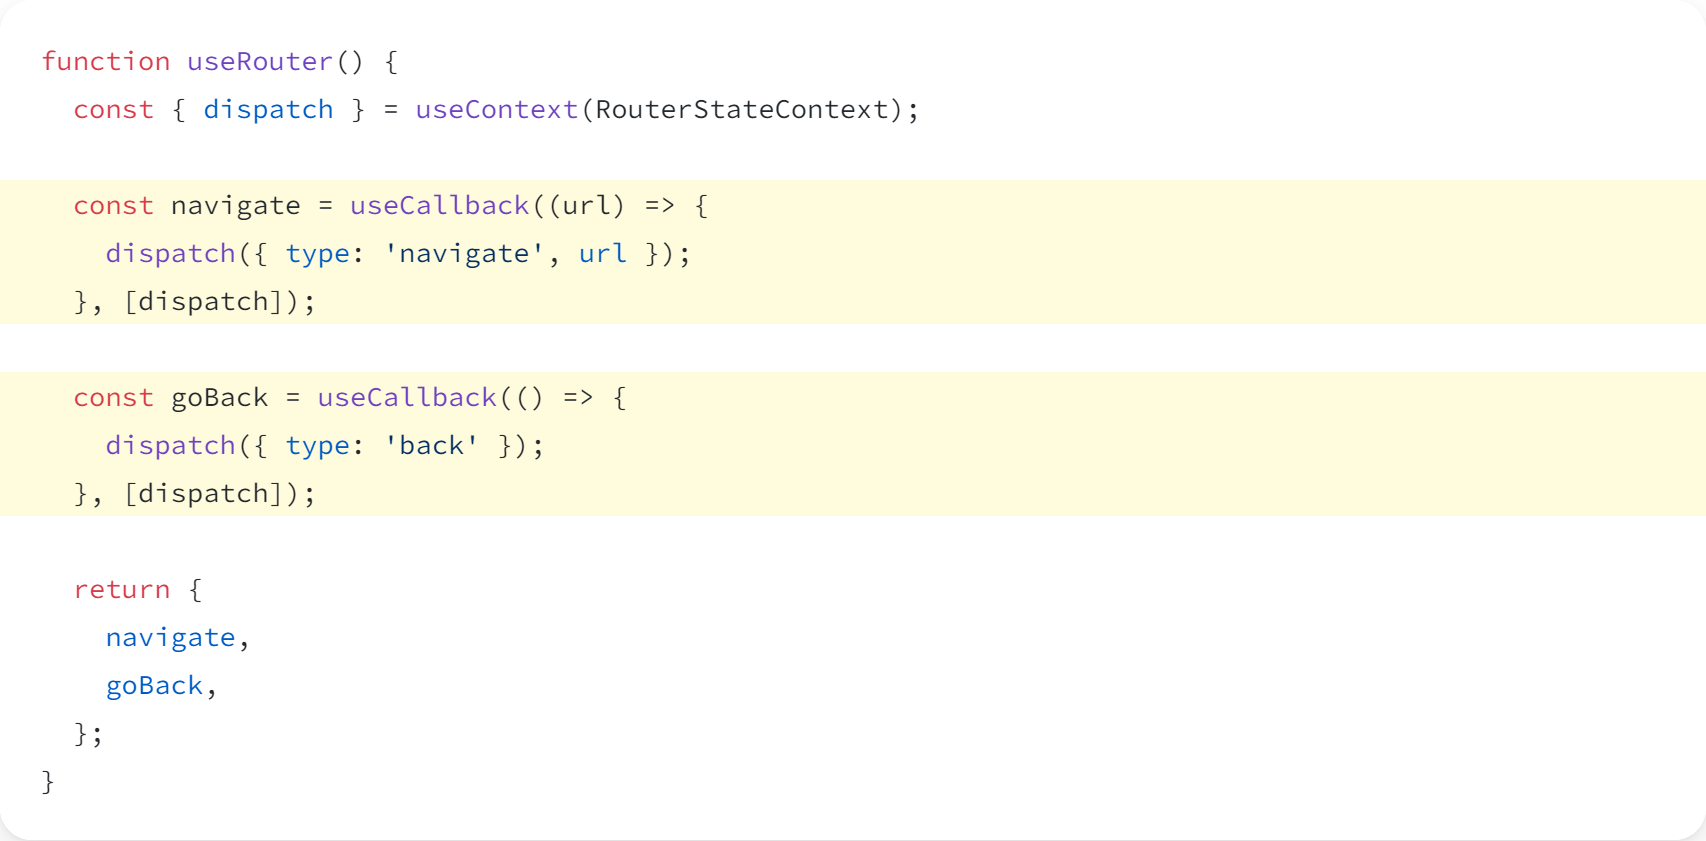 function useRouter() {
  const { dispatch } = useContext(RouterStateContext);

  const navigate = useCallback((url) => {
    dispatch({ type: 'navigate', url });
  }, [dispatch]);

  const goBack = useCallback(() => {
    dispatch({ type: 'back' });
  }, [dispatch]);

  return {
    navigate,
    goBack,
  };
}